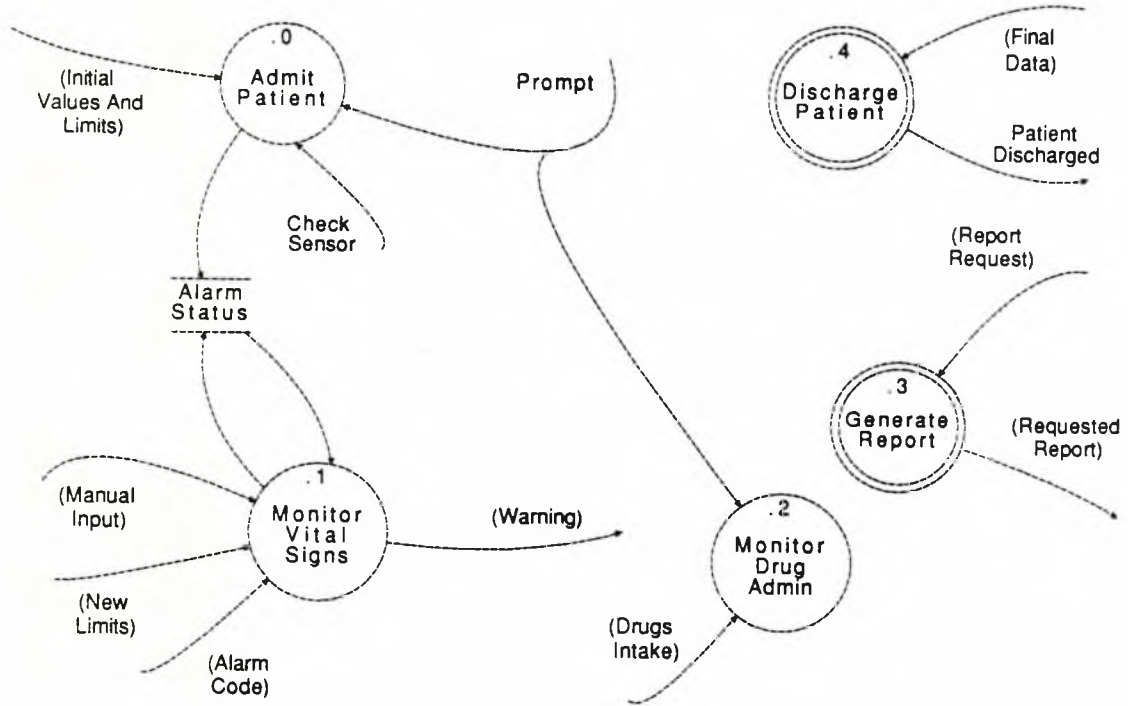 .0
Admit
Patient
(Initial
Values And
Limits)
Prompt
.4
Discharge
Patient
(Final
Data)
Patient
Discharged
Check
Sensor
(Report
Request)
Alarm
Status
.3
Generate
Report
(Requested
Report)
.1
Monitor
Vital
Signs
(Manual
Input)
(Warning)
.2
Monitor
Drug
Admin
(New
Limits)
(Drugs
Intake)
(Alarm
Code)